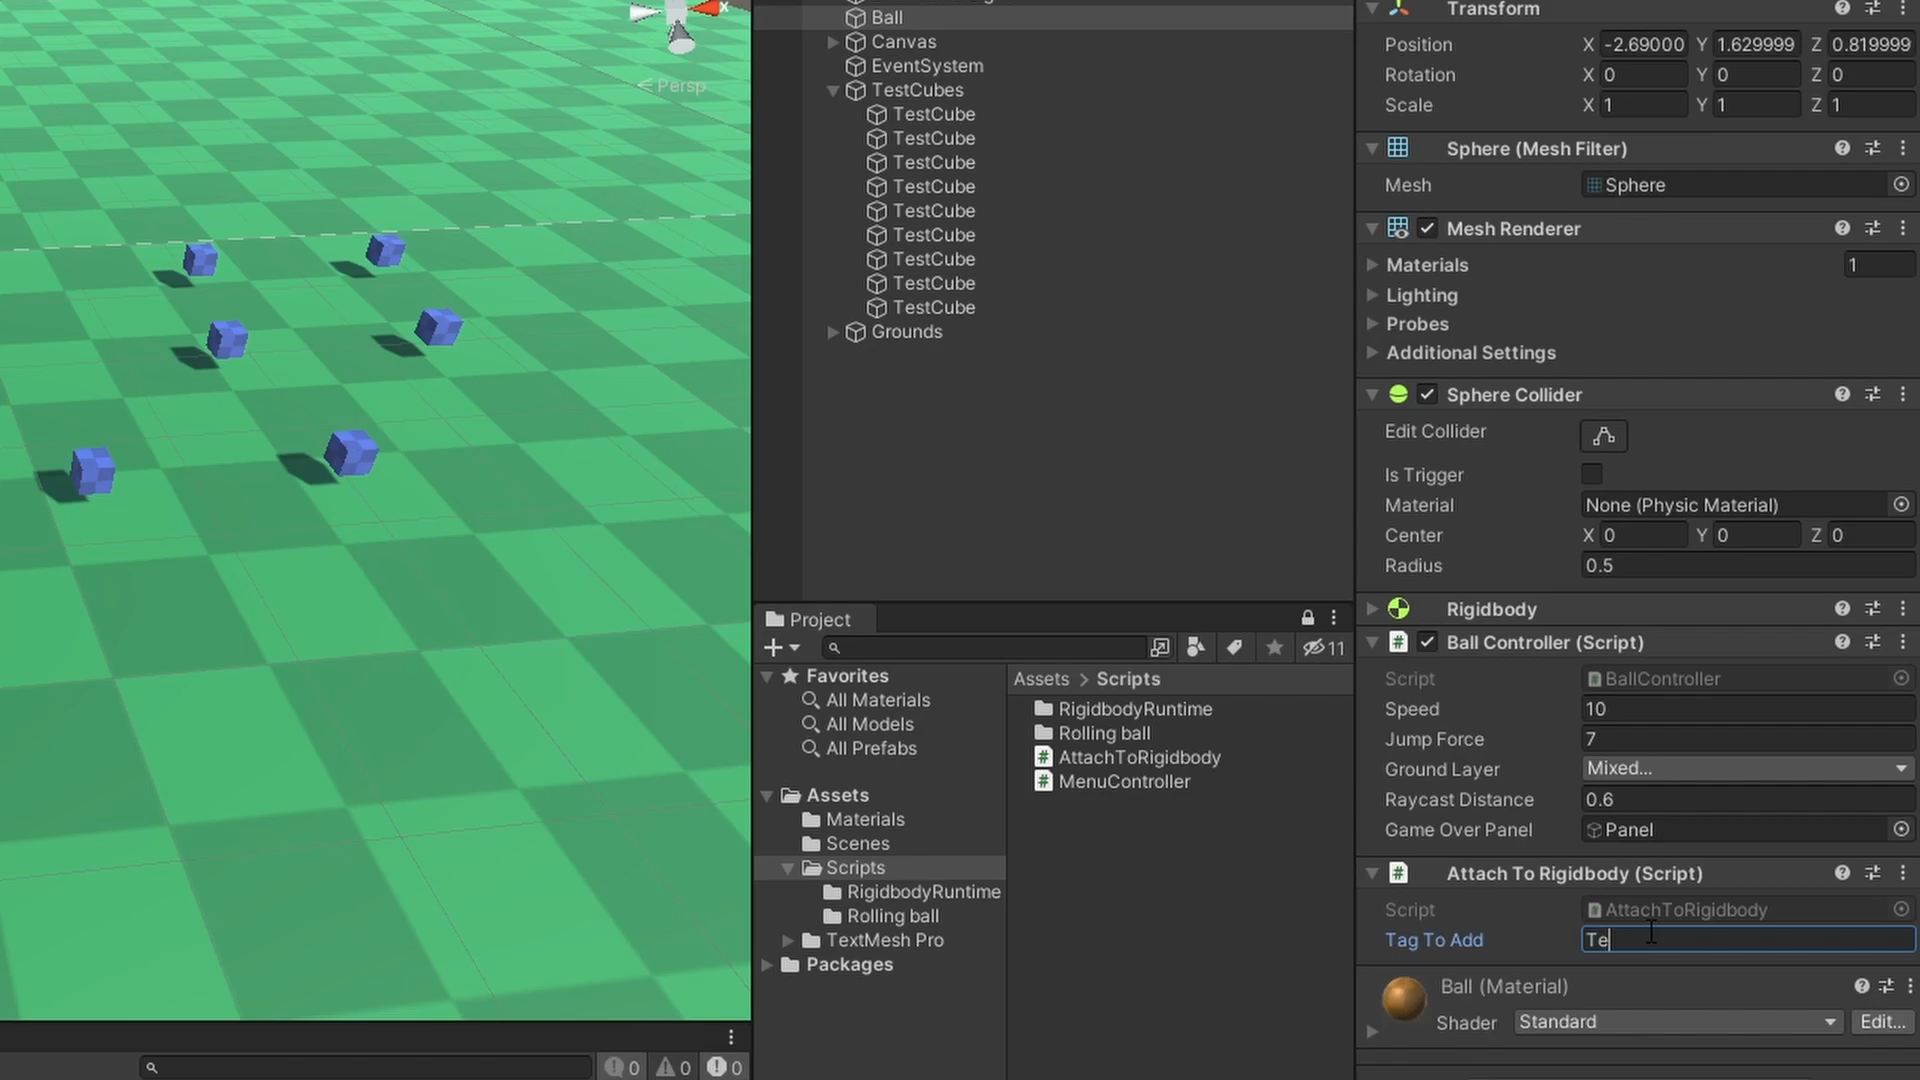 x
Persp
Ball
Canvas
EventSystem
TestCubes
TestCube
TestCube
TestCube
TestCube
TestCube
TestCube
TestCube
TestCube
TestCube
Grounds
Project
11
Favorites
All Materials
All Models
All Prefabs
Assets
Materials
Scenes
Scripts
RigidbodyRuntime
Rolling ball
TextMesh Pro
Packages
Assets > Scripts
RigidbodyRuntime
Rolling ball
AttachToRigidbody
MenuController
0 0 0
Transform
Position X -2.69000 Y 1.629999 Z 0.819999
Rotation X 0 Y 0 Z 0
Scale X 1 Y 1 Z 1
Sphere (Mesh Filter)
Mesh Sphere
Mesh Renderer
Materials 1
Lighting
Probes
Additional Settings
Sphere Collider
Edit Collider
Is Trigger
Material None (Physic Material)
Center X 0 Y 0 Z 0
Radius 0.5
Rigidbody
# Ball Controller (Script)
Script BallController
Speed 10
Jump Force 7
Ground Layer Mixed...
Raycast Distance 0.6
Game Over Panel Panel
# Attach To Rigidbody (Script)
Script AttachToRigidbody
Tag To Add Te
Ball (Material)
Shader Standard Edit...